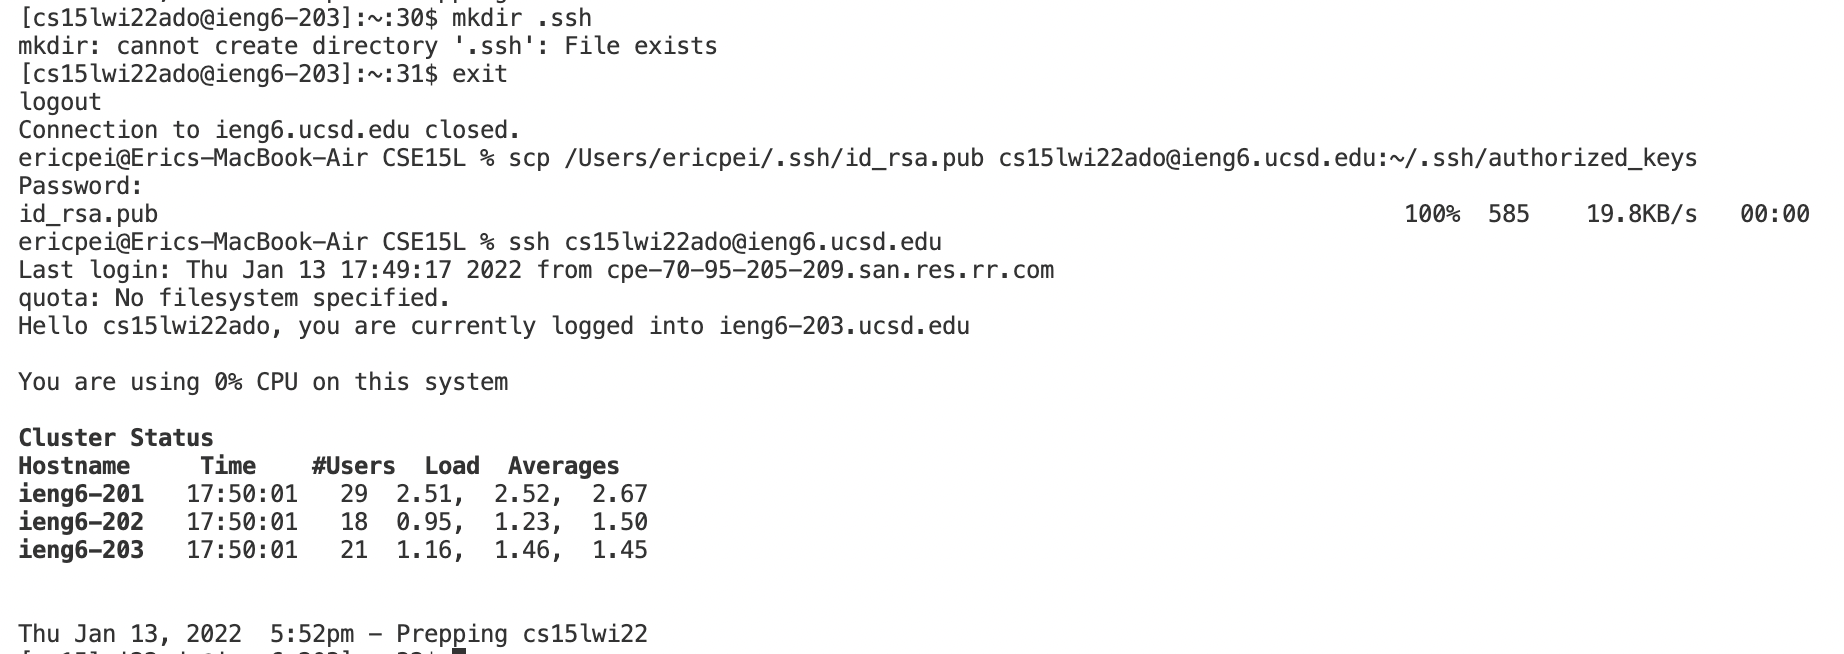 [cs15lwi22ado@ieng6-203]:~:30$ mkdir .ssh
mkdir: cannot create directory '.ssh': File exists
[cs15lwi22ado@ieng6-203]:~:31$ exit
logout
Connection to ieng6.ucsd.edu closed.
ericpei@Erics-MacBook-Air CSE15L % scp /Users/ericpei/.ssh/id_rsa.pub cs15lwi22ado@ieng6.ucsd.edu:~/.ssh/authorized_keys
Password:
id_rsa.pub 100% 585 19.8KB/s 00:00
ericpei@Erics-MacBook-Air CSE15L % ssh cs15lwi22ado@ieng6.ucsd.edu
Last login: Thu Jan 13 17:49:17 2022 from cpe-70-95-205-209.san.res.rr.com
quota: No filesystem specified.
Hello cs15lwi22ado, you are currently logged into ieng6-203.ucsd.edu
You are using 0% CPU on this system
Cluster Status
Hostname Time #Users Load Averages
ieng6-201 17:50:01 29 2.51, 2.52, 2.67
ieng6-202 17:50:01 18 0.95, 1.23, 1.50
ieng6-203 17:50:01 21 1.16, 1.46, 1.45
Thu Jan 13, 2022 5:52pm - Prepping cs15lwi22